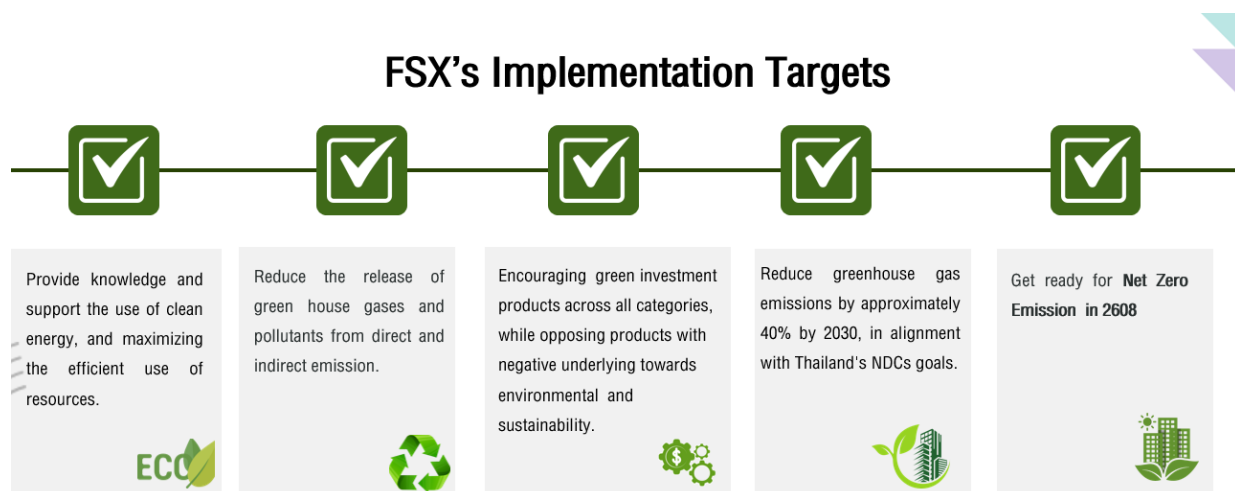 FSX's Implementation Targets
Provide knowledge and
support the use of clean
energy, and maximizing
the efficient use of
resources.
ECO
Reduce the release of
green house gases and
pollutants from direct and
indirect emission.
Encouraging green investment
products across all categories,
while opposing products with
negative underlying towards
environmental and
sustainability.
$
Reduce greenhouse gas
emissions by approximately
40% by 2030, in alignment
with Thailand's NDCs goals.
Get ready for Net Zero
Emission in 2608